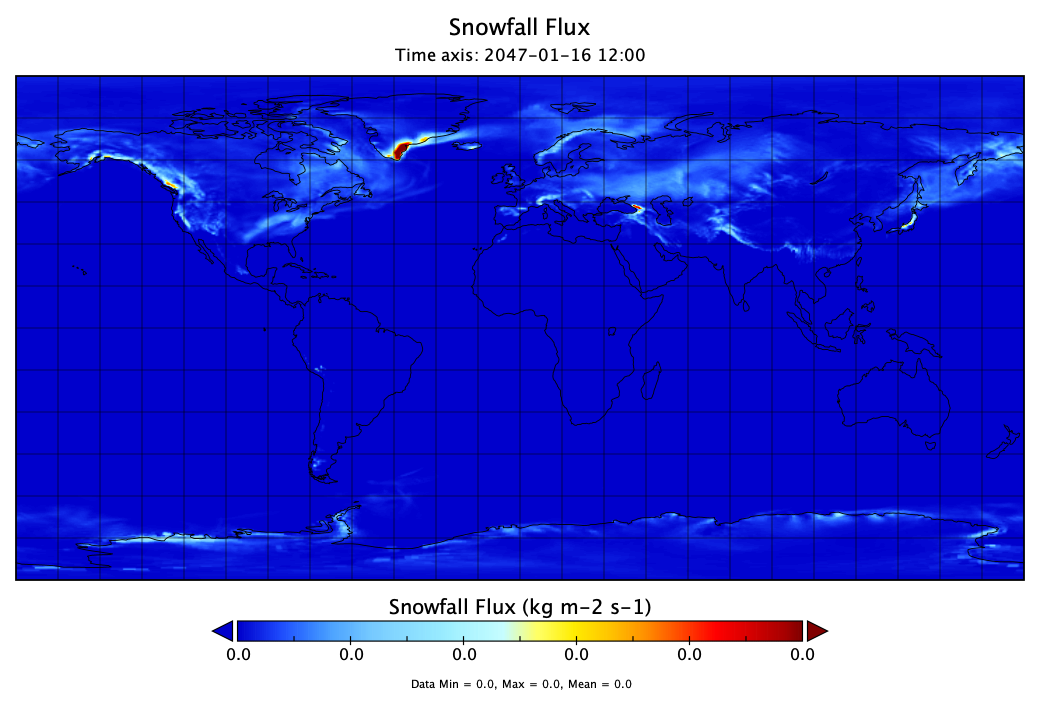 Snowfall Flux
Time axis: 2047-01-16 12:00
Snowfall Flux (kg m-2 s-1)
0.0 0.0 0.0 0.0 0.0 0.0
Data Min = 0.0, Max = 0.0, Mean = 0.0